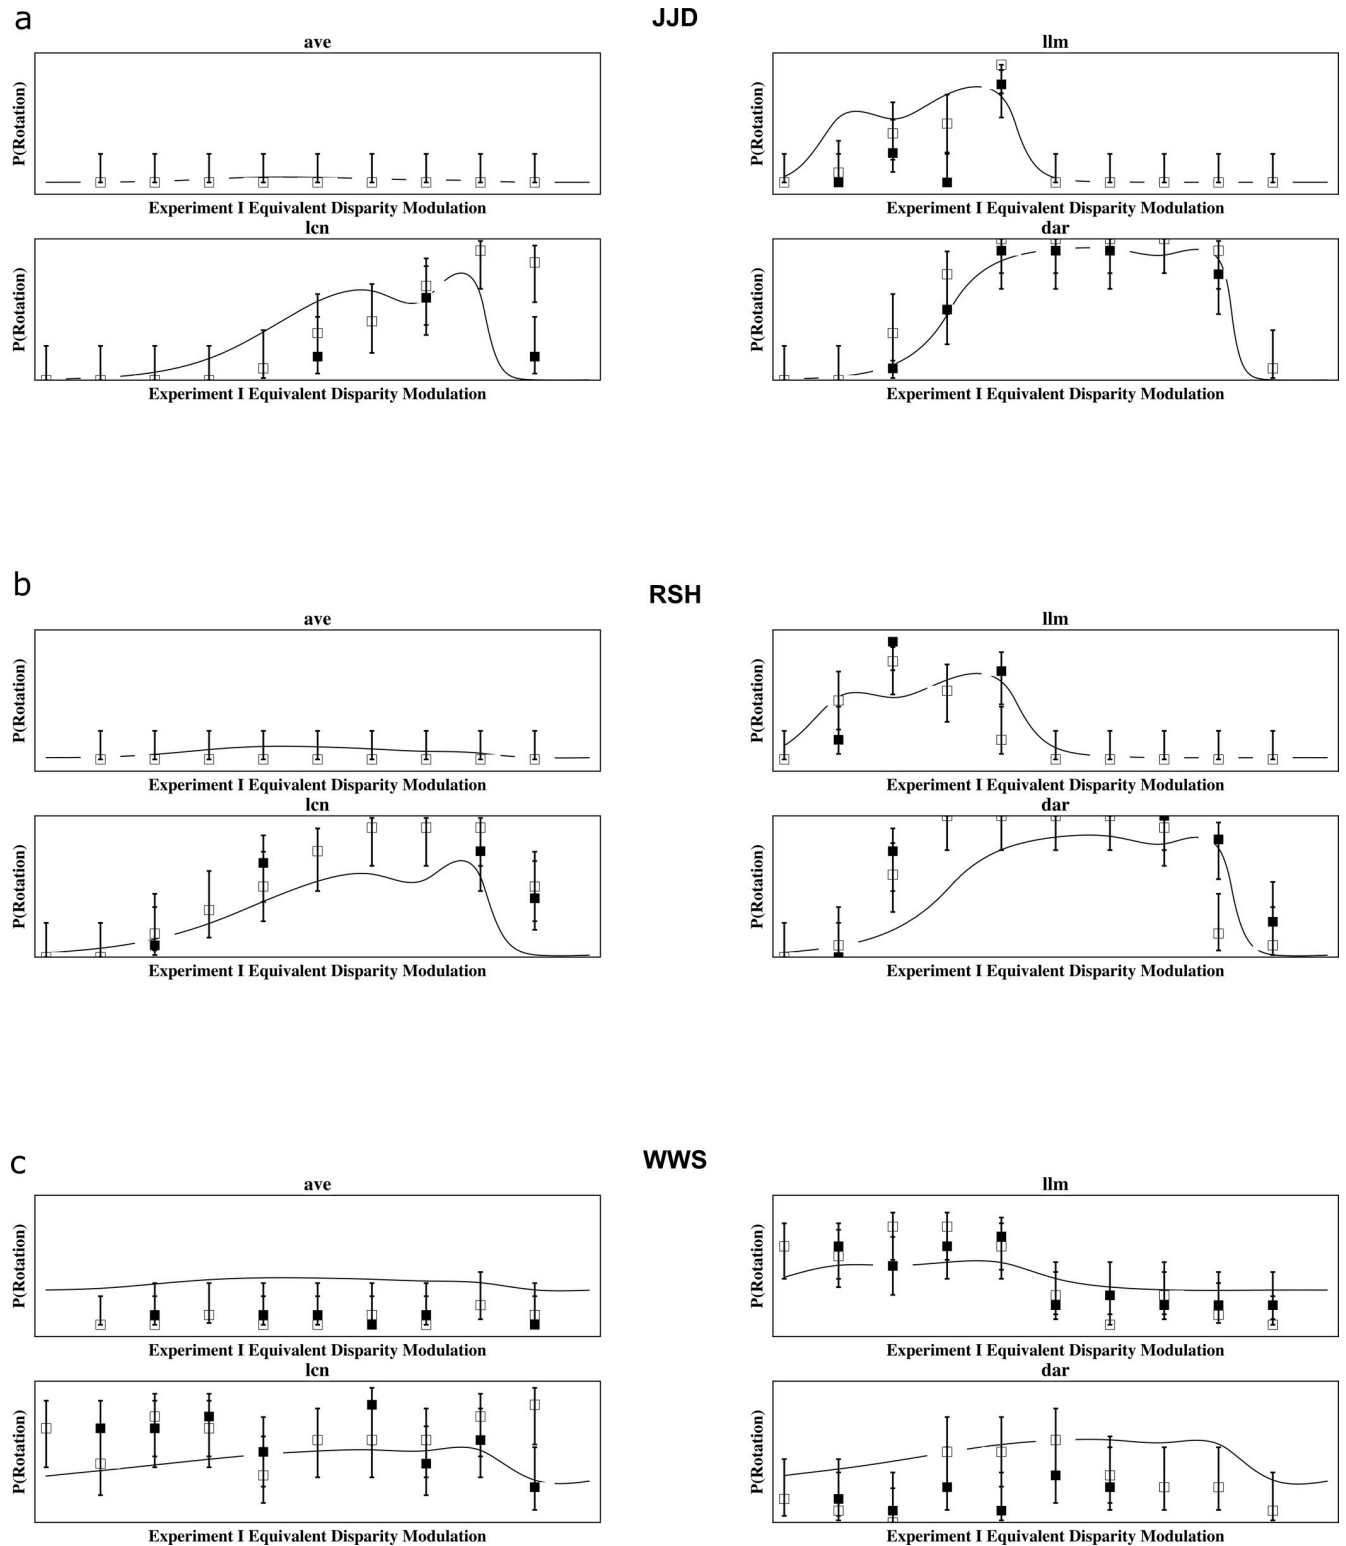 a
JJD
ave
llm
P(Rotation)
P(Rotation)
Experiment I Equivalent Disparity Modulation
Experiment I Equivalent Disparity Modulation
lcn
dar
P(Rotation)
P(Rotation)
Experiment I Equivalent Disparity Modulation
Experiment I Equivalent Disparity Modulation
b
RSH
ave
llm
P(Rotation)
P(Rotation)
Experiment I Equivalent Disparity Modulation
Experiment I Equivalent Disparity Modulation
lcn
dar
P(Rotation)
P(Rotation)
Experiment I Equivalent Disparity Modulation
Experiment I Equivalent Disparity Modulation
c
WWS
ave
llm
P(Rotation)
P(Rotation)
Experiment I Equivalent Disparity Modulation
Experiment I Equivalent Disparity Modulation
lcn
dar
P(Rotation)
P(Rotation)
Experiment I Equivalent Disparity Modulation
Experiment I Equivalent Disparity Modulation